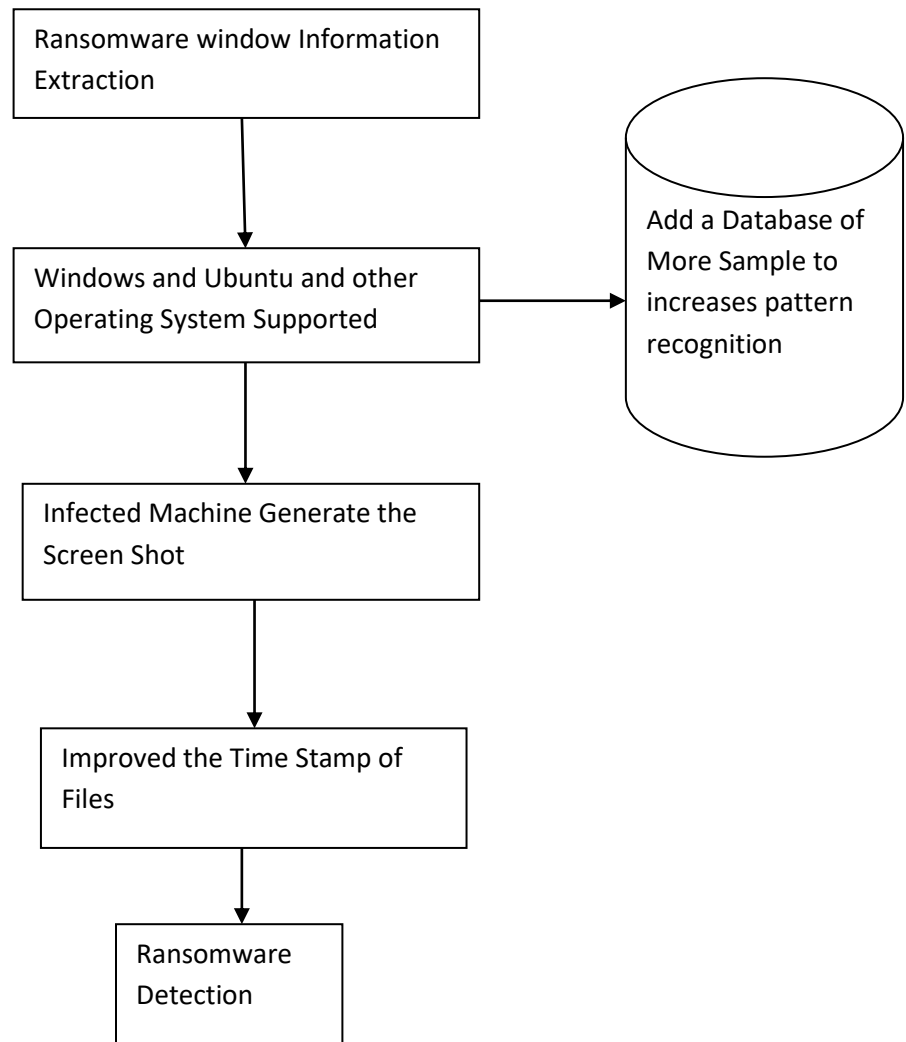 Ransomware window Information
Extraction
Windows and Ubuntu and other
Operating System Supported
Add a Database of
More Sample to
increases pattern
recognition
Infected Machine Generate the
Screen Shot
Improved the Time Stamp of
Files
Ransomware
Detection